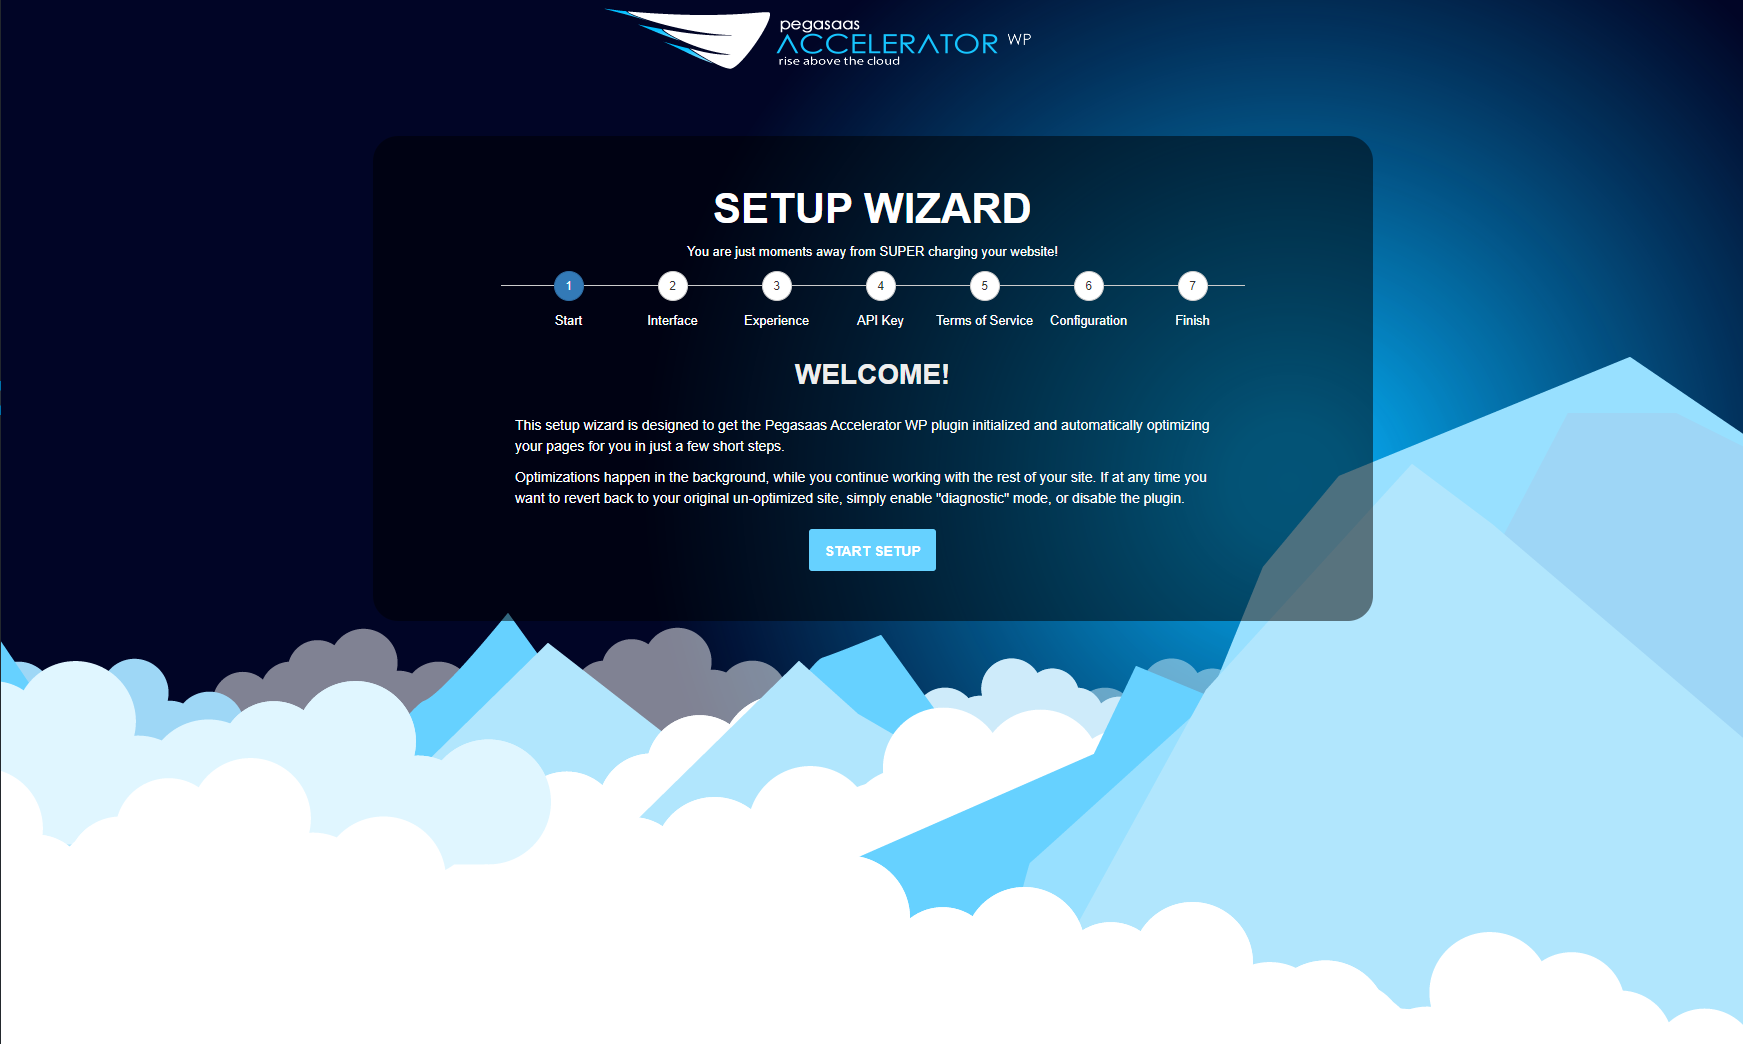 pegasaas
ACCELERATOR WP
rise above the cloud
SETUP WIZARD
You are just moments away from SUPER charging your website!
1 2 3 4 5 6 7
Start Interface Experience API Key Terms of Service Configuration Finish
WELCOME!
This setup wizard is designed to get the Pegasaas Accelerator WP plugin initialized and automatically optimizing
your pages for you in just a few short steps.
Optimizations happen in the background, while you continue working with the rest of your site. If at any time you
want to revert back to your original un-optimized site, simply enable "diagnostic" mode, or disable the plugin.
START SETUP